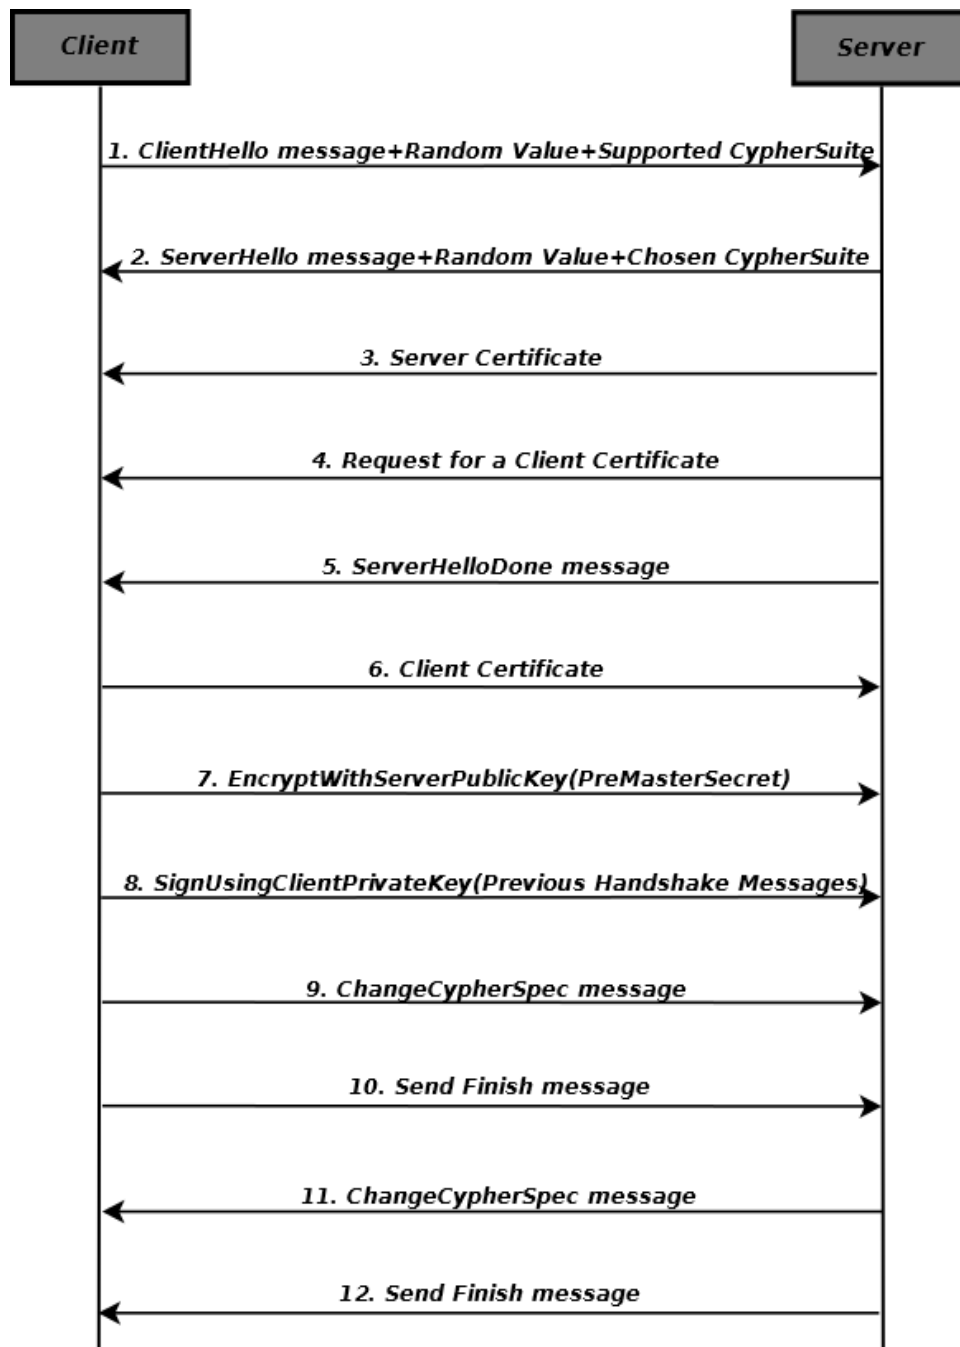 Client
Server
1. ClientHello message+Random Value+Supported CypherSuite
2. ServerHello message+Random Value+Chosen CypherSuite
3. Server Certificate
4. Request for a Client Certificate
5. ServerHelloDone message
6. Client Certificate
7. EncryptWithServerPublicKey(PreMasterSecret)
8. SignUsingClientPrivateKey(Previous Handshake Messages)
9. ChangeCypherSpec message
10. Send Finish message
11. ChangeCypherSpec message
12. Send Finish message